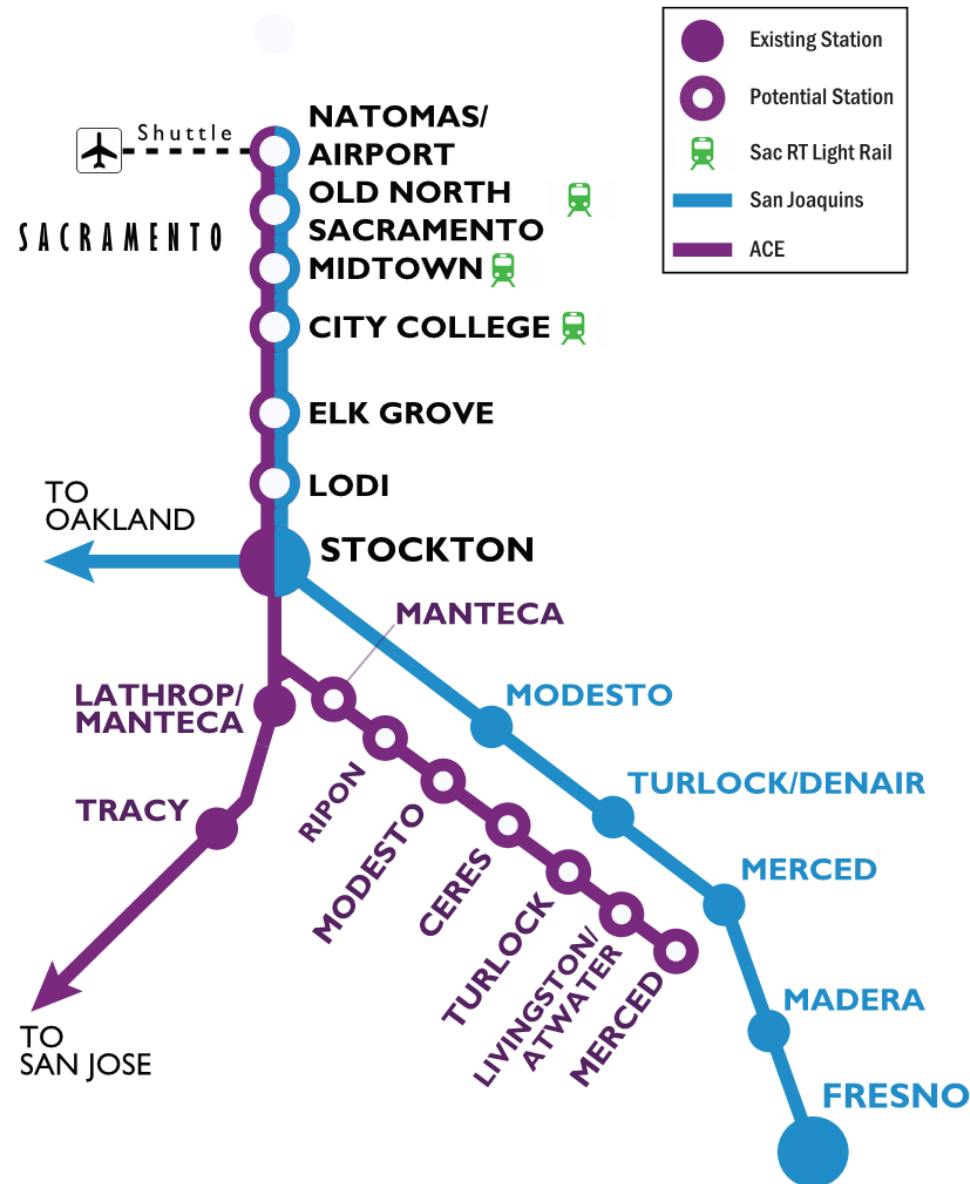 Existing Station
Potential Station
Sac RT Light Rail
San Joaquins
ACE
Shuttle
NATOMAS/
AIRPORT
OLD NORTH
SACRAMENTO
SACRAMENTO
MIDTOWN
CITY COLLEGE
ELK GROVE
LODI
TO
OAKLAND
STOCKTON
MANTECA
LATHROP/
MANTECA
MODESTO
TRACY
RIPON
MODESTO
CERES
TURLOCK
LIVINGSTON/
ATWATER
MERCED
TURLOCK/DENAIR
MERCED
MADERA
FRESNO
TO
SAN JOSE